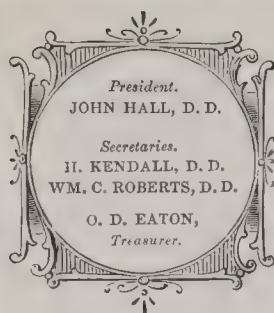 President.
JOHN HALL, D. D.
Secretaries.
H. KENDALL, D. D.
WM. C. ROBERTS, D. D.
O. D. EATON,
Treasurer.